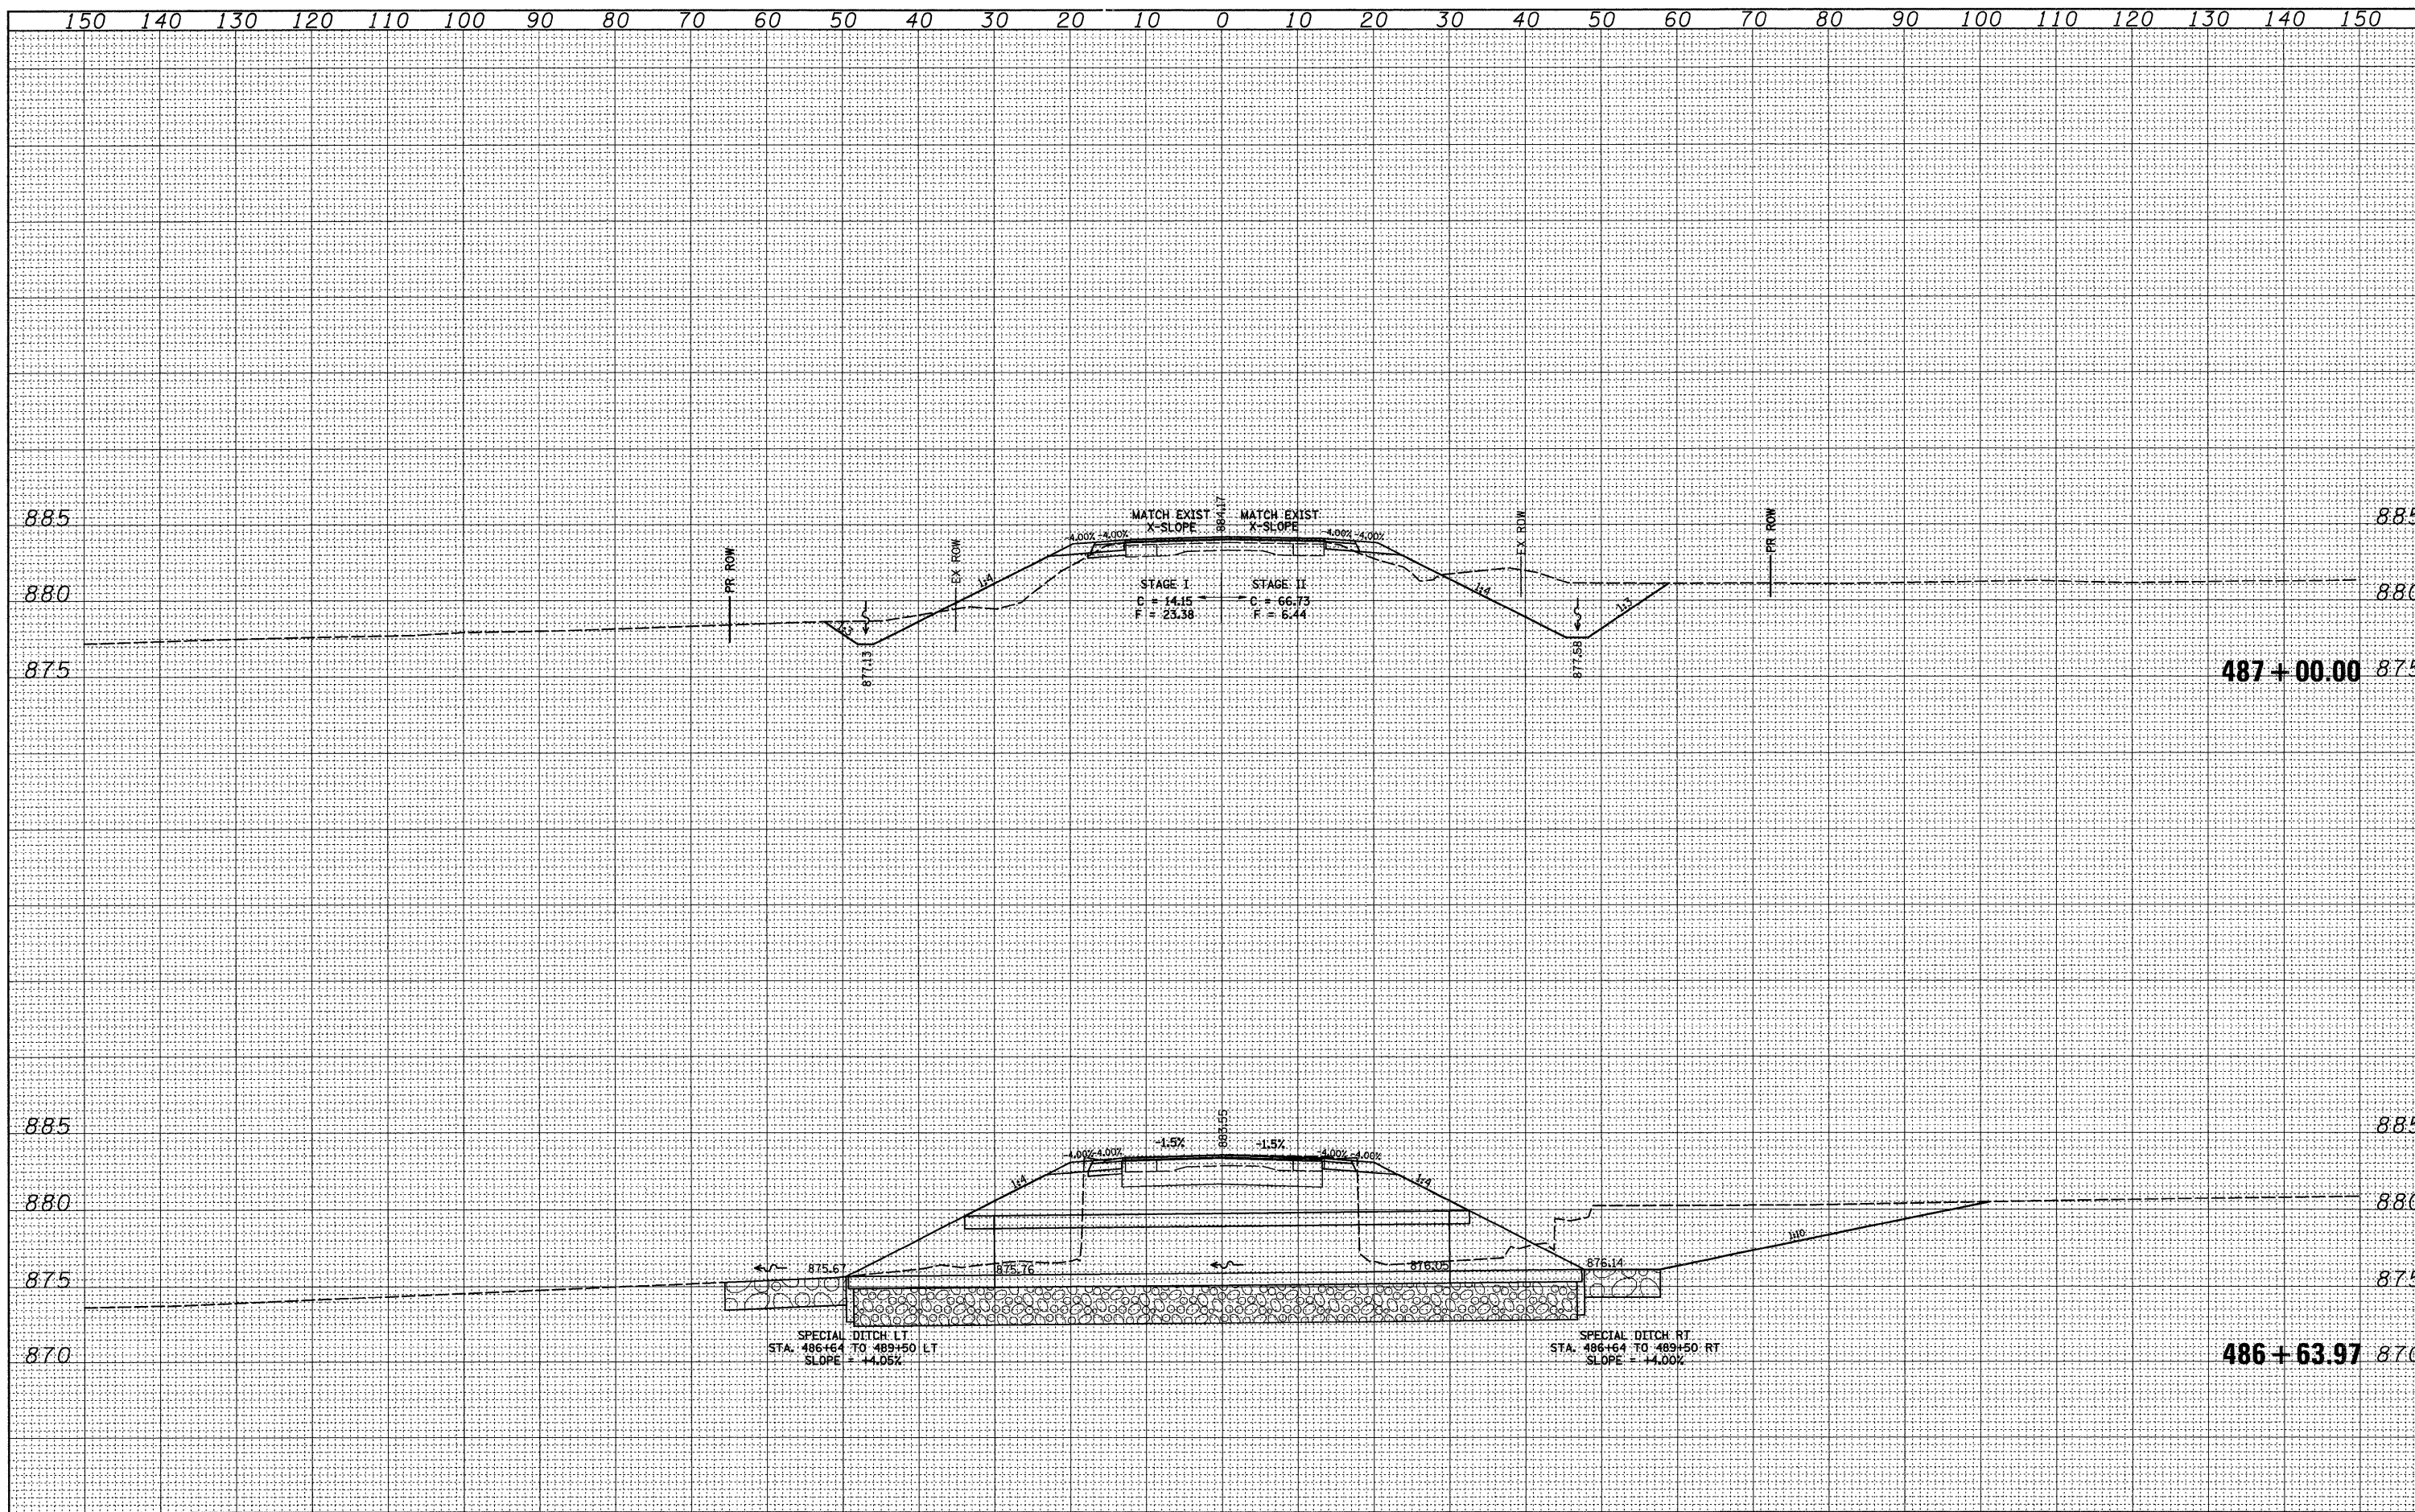 150 140 130 120 110 100 90 80 70 60 50 40 30 20 10 0 10 20 30 40 50 60 70 80 90 100 110 120 130 140 150
884.17
MATCH EXIST MATCH EXIST
X-SLOPE X-SLOPE
885 885
-4.00% -4.00% -4.00% -4.00%
PR ROW EX ROW EX ROW PR ROW
1:4 1:4
STAGE I STAGE II
880 880
C = 14.15 C = 66.73
F = 23.38 F = 6.44
1:3 1:3
877.13 877.58
875 487+00.00 875
883.55
885 885
-1.5% -1.5%
-4.00% -4.00% -4.00% -4.00%
1:4 1:4
880 880
1:10
875.67 875.76 876.05 876.14
875 875
SPECIAL DITCH LT
STA. 486+64 TO 489+50 LT
SLOPE = +4.05%
SPECIAL DITCH RT
STA. 486+64 TO 489+50 RT
SLOPE = +4.00%
870 486+63.97 870